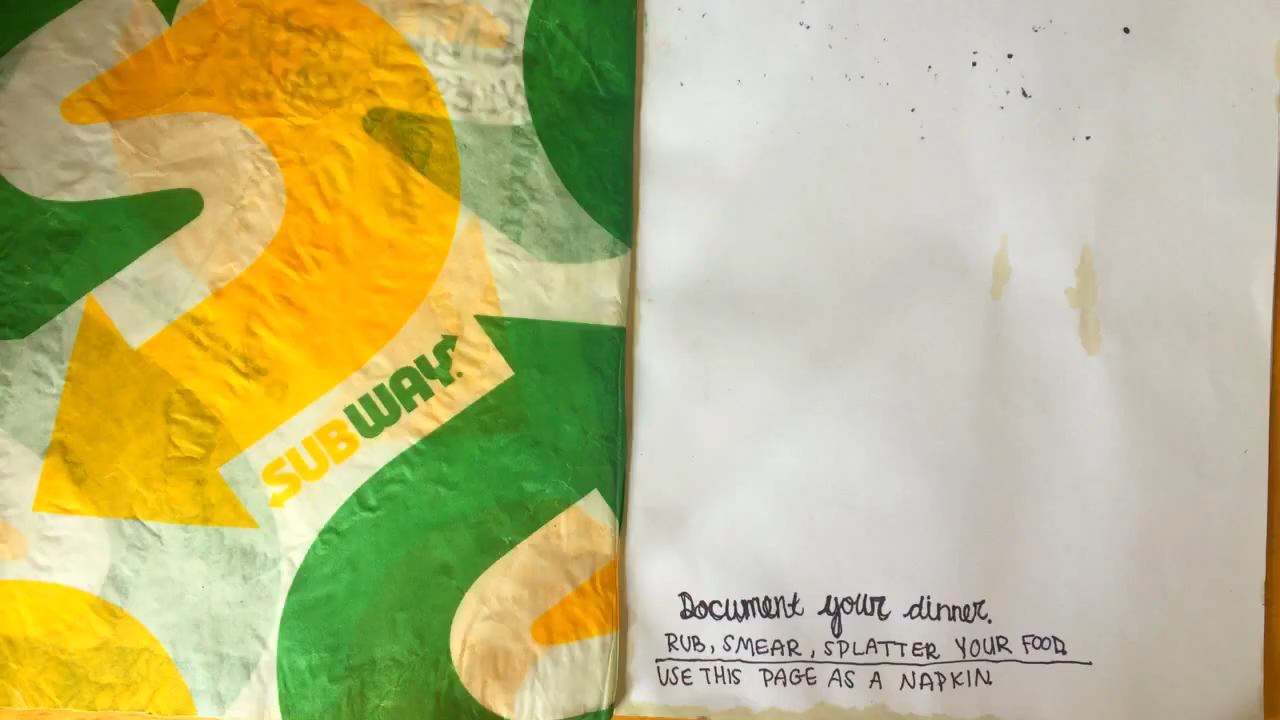 SUBWAY
Document your dinner.
RUB, SMEAR, SPLATTER YOUR FOOD
USE THIS PAGE AS A NAPKIN